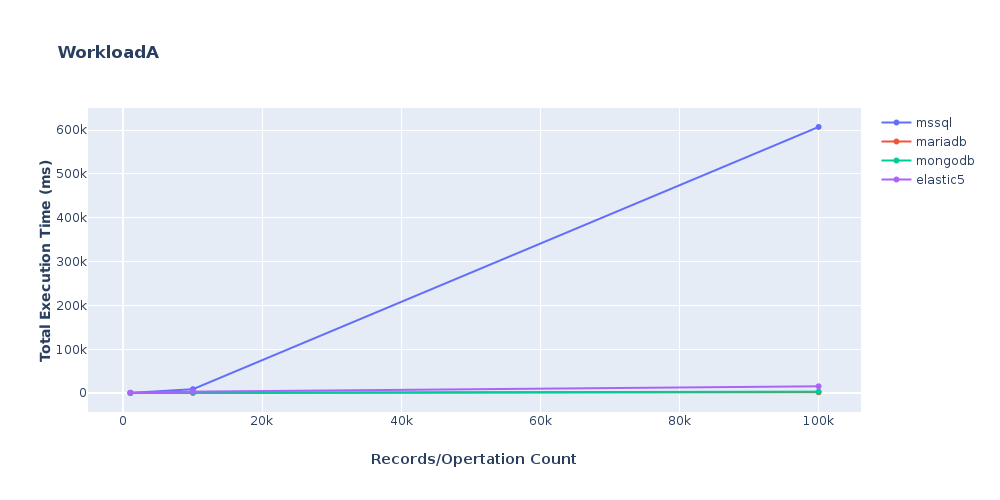 WorkloadA
600k
500k
400k
300k
200k
100k
0
Total Execution Time (ms)
0 20k 40k 60k 80k 100k
Records/Opertation Count
mssql
mariadb
mongodb
elastic5